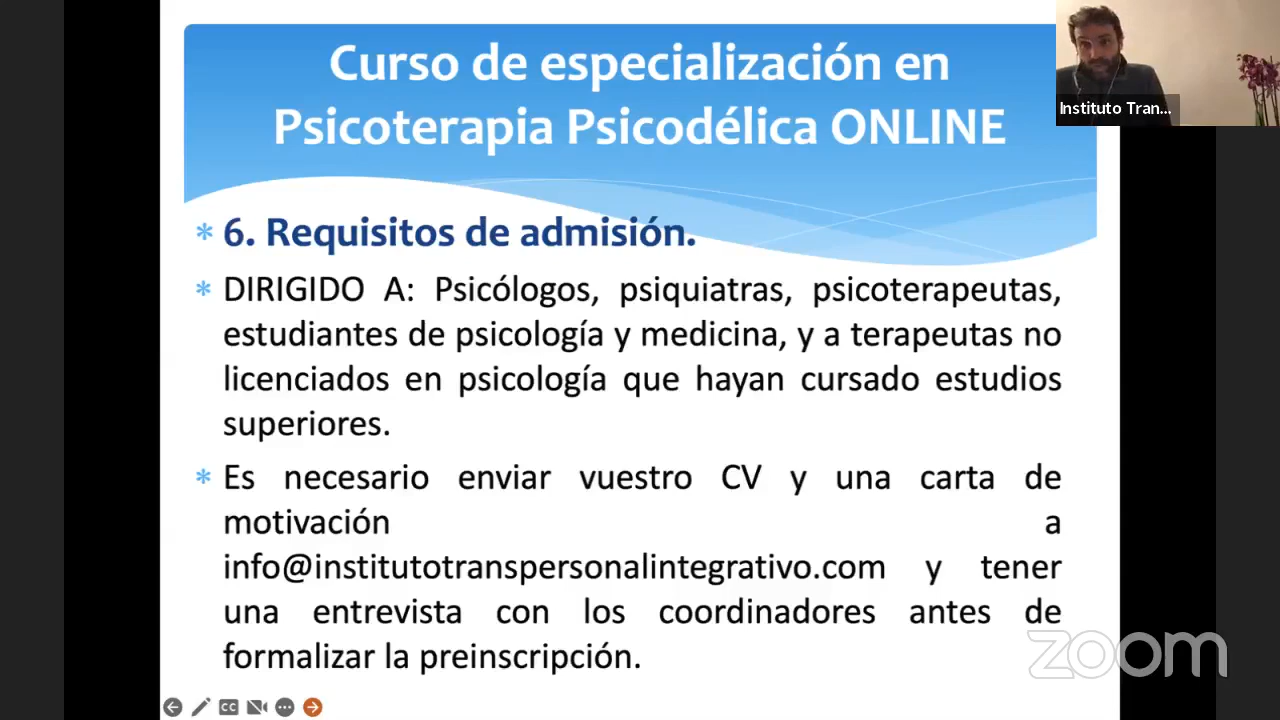 Curso de especialización en
Psicoterapia Psicodélica ONLINE
Instituto Tran...
* 6. Requisitos de admisión.
* DIRIGIDO A: Psicólogos, psiquiatras, psicoterapeutas,
estudiantes de psicología y medicina, y a terapeutas no
licenciados en psicología que hayan cursado estudios
superiores.
* Es necesario enviar vuestro CV y una carta de
motivación a
info@institutotranspersonalintegrativo.com y tener
una entrevista con los coordinadores antes de
formalizar la preinscripción.
zoom
CC